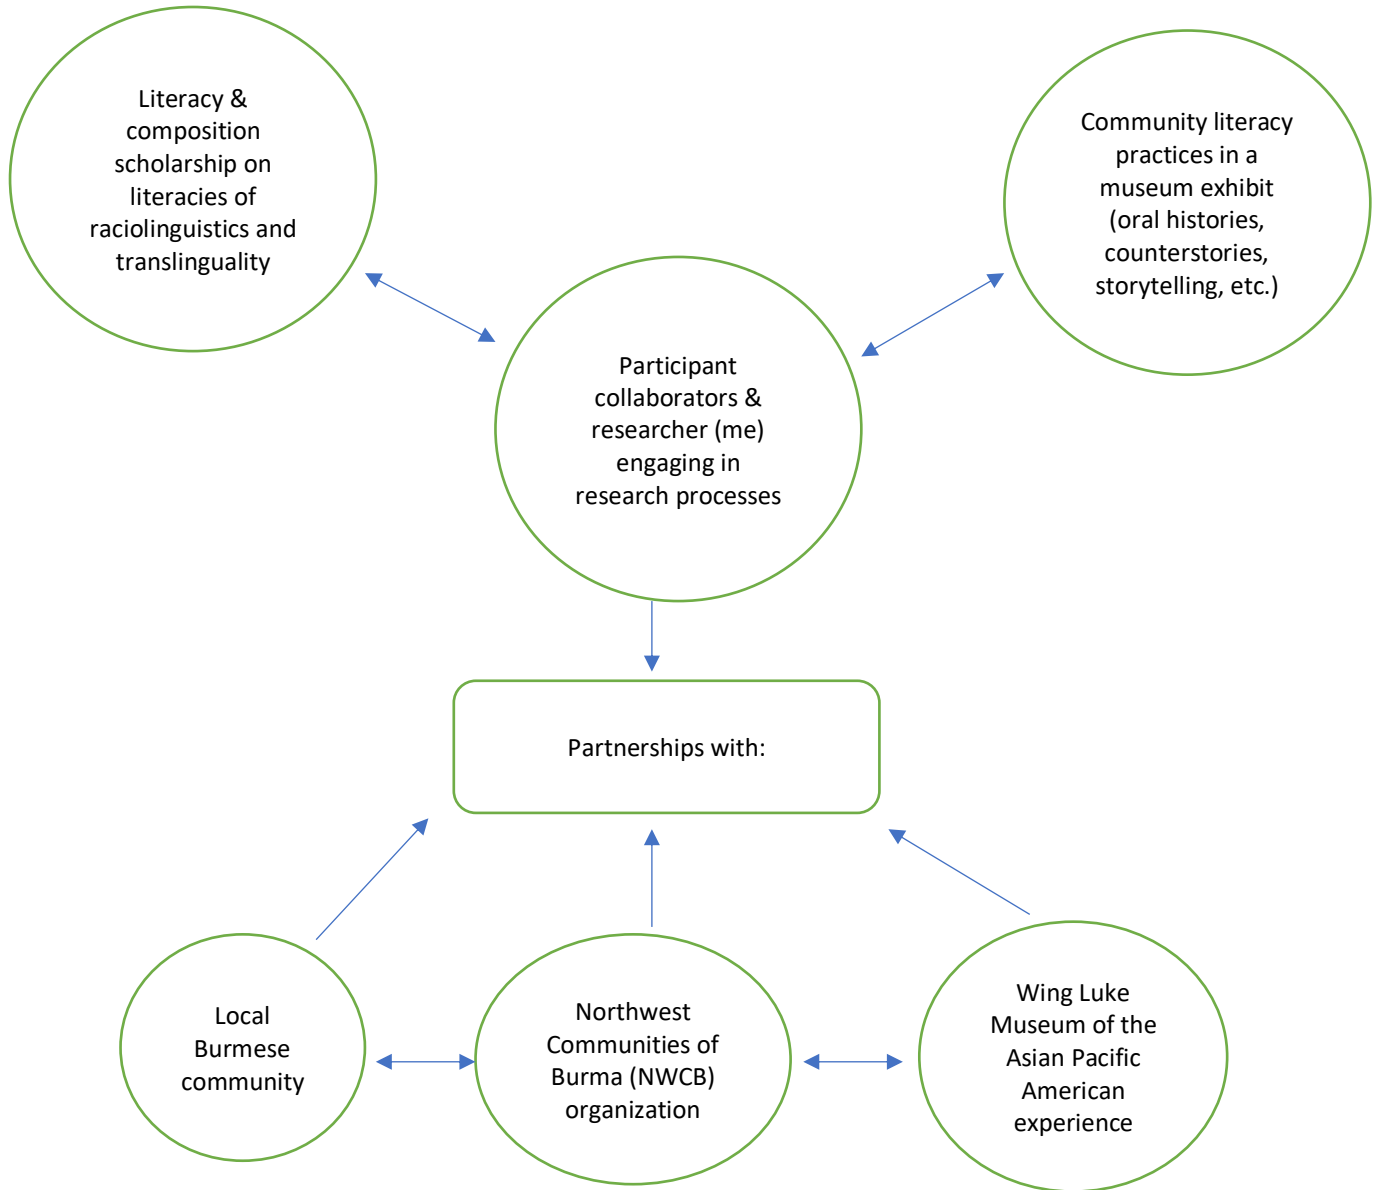 Literacy &
composition
scholarship on
literacies of
raciolinguistics and
translinguality
Community literacy
practices in a
museum exhibit
(oral histories,
counterstories,
storytelling, etc.)
Participant
collaborators &
researcher (me)
engaging in
research processes
Partnerships with:
Local
Burmese
community
Northwest
Communities of
Burma (NWCB)
organization
Wing Luke
Museum of the
Asian Pacific
American
experience